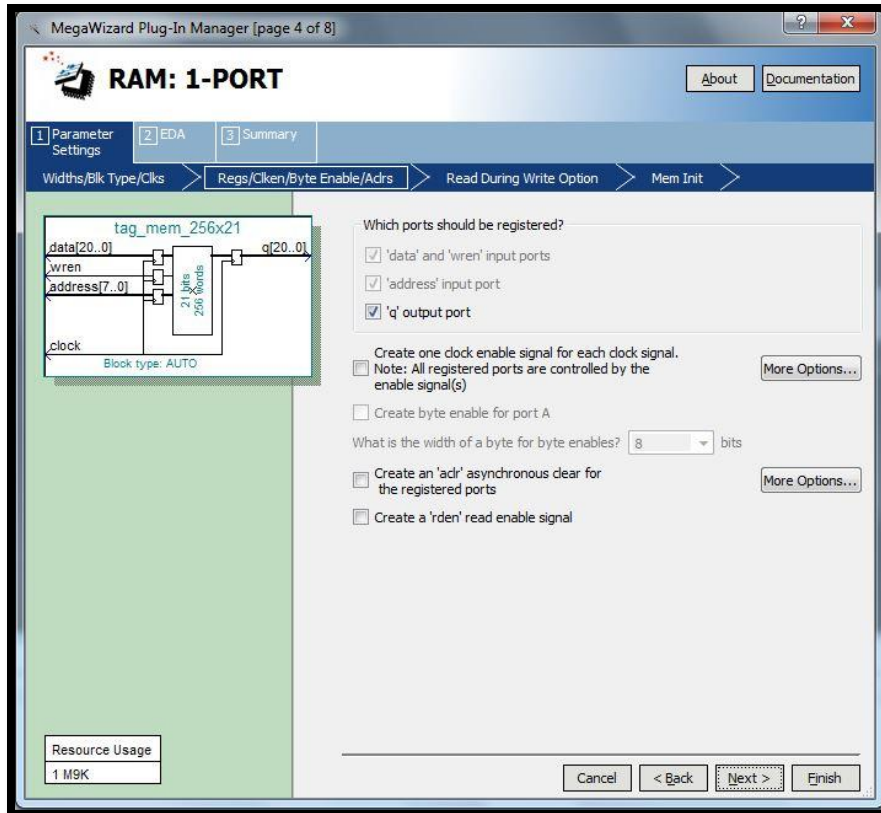 MegaWizard Plug-In Manager [page 4 of 8]
RAM: 1-PORT
About
Documentation
1 Parameter Settings
2 EDA
3 Summary
Widths/Blk Type/Clks
Regs/Clken/Byte Enable/Aclrs
Read During Write Option
Mem Init
tag_mem_256x21
data[20..0]
q[20..0]
wren
address[7..0]
21 bits
256 words
clock
Block type: AUTO
Which ports should be registered?
'data' and 'wren' input ports
'address' input port
'q' output port
Create one clock enable signal for each clock signal.
Note: All registered ports are controlled by the
enable signal(s)
More Options...
Create byte enable for port A
What is the width of a byte for byte enables? 8 bits
Create an 'aclr' asynchronous clear for
the registered ports
More Options...
Create a 'rden' read enable signal
Resource Usage
1 M9K
Cancel
< Back
Next >
Finish